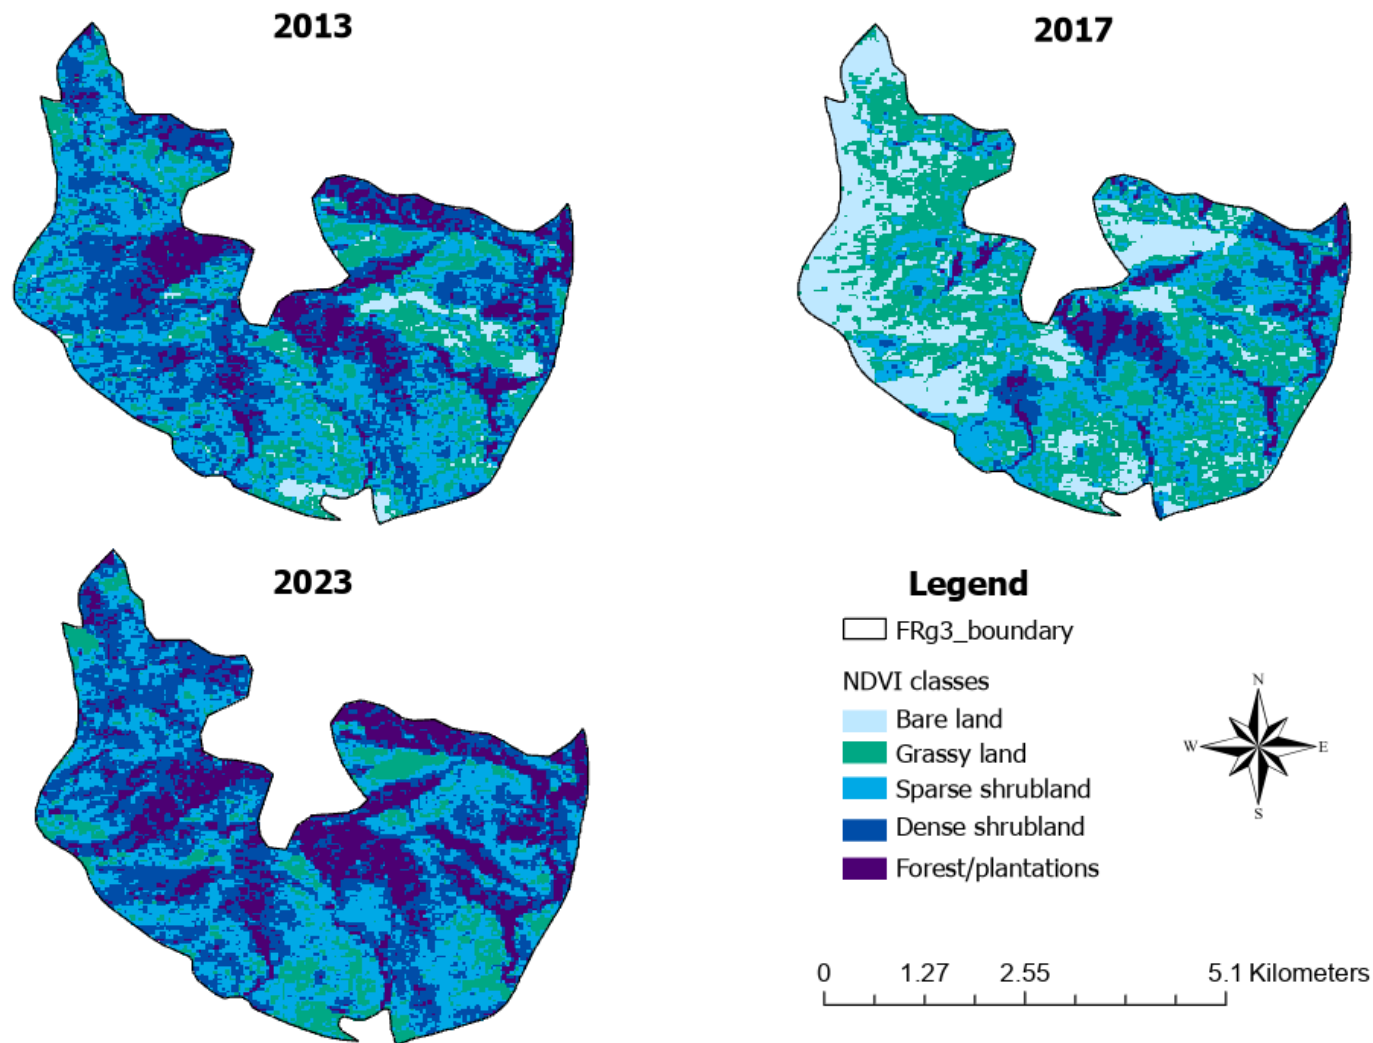 2013
2017
2023
Legend
FRg3_boundary
NDVI classes
Bare land
Grassy land
Sparse shrubland
Dense shrubland
Forest/plantations
N
W E
S
0 1.27 2.55 5.1 Kilometers